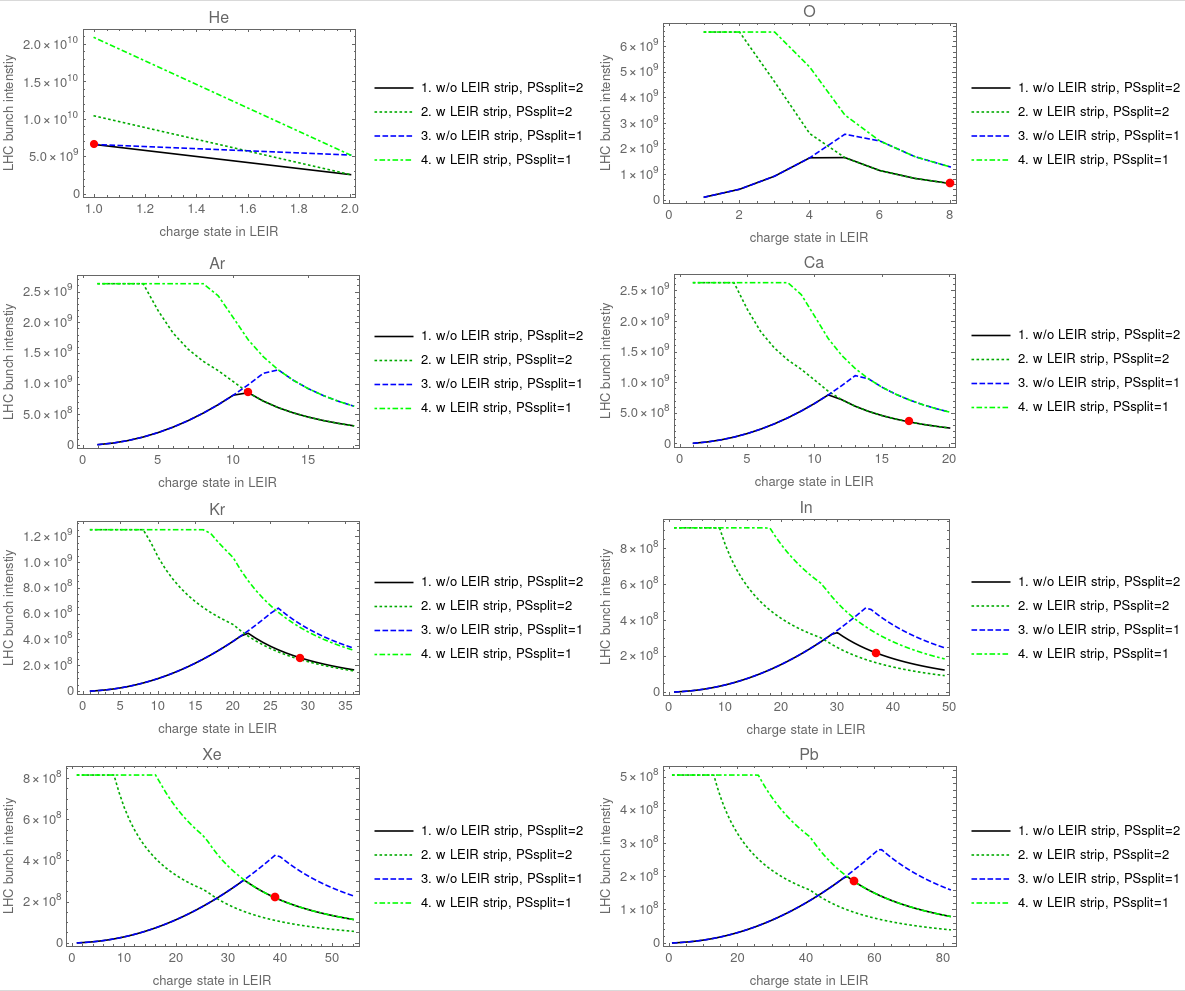 He
LHC bunch intenstiy
2.0×10^10
1.5×10^10
1.0×10^10
5.0×10^9
0
1.0 1.2 1.4 1.6 1.8 2.0
charge state in LEIR
1. w/o LEIR strip, PSsplit=2
2. w LEIR strip, PSsplit=2
3. w/o LEIR strip, PSsplit=1
4. w LEIR strip, PSsplit=1
O
LHC bunch intenstiy
6×10^9
5×10^9
4×10^9
3×10^9
2×10^9
1×10^9
0
0 2 4 6 8
charge state in LEIR
1. w/o LEIR strip, PSsplit=2
2. w LEIR strip, PSsplit=2
3. w/o LEIR strip, PSsplit=1
4. w LEIR strip, PSsplit=1
Ar
LHC bunch intenstiy
2.5×10^9
2.0×10^9
1.5×10^9
1.0×10^9
5.0×10^8
0
0 5 10 15
charge state in LEIR
1. w/o LEIR strip, PSsplit=2
2. w LEIR strip, PSsplit=2
3. w/o LEIR strip, PSsplit=1
4. w LEIR strip, PSsplit=1
Ca
LHC bunch intenstiy
2.5×10^9
2.0×10^9
1.5×10^9
1.0×10^9
5.0×10^8
0
0 5 10 15 20
charge state in LEIR
1. w/o LEIR strip, PSsplit=2
2. w LEIR strip, PSsplit=2
3. w/o LEIR strip, PSsplit=1
4. w LEIR strip, PSsplit=1
Kr
LHC bunch intenstiy
1.2×10^9
1.0×10^9
8.0×10^8
6.0×10^8
4.0×10^8
2.0×10^8
0
0 5 10 15 20 25 30 35
charge state in LEIR
1. w/o LEIR strip, PSsplit=2
2. w LEIR strip, PSsplit=2
3. w/o LEIR strip, PSsplit=1
4. w LEIR strip, PSsplit=1
In
LHC bunch intenstiy
8×10^8
6×10^8
4×10^8
2×10^8
0
0 10 20 30 40 50
charge state in LEIR
1. w/o LEIR strip, PSsplit=2
2. w LEIR strip, PSsplit=2
3. w/o LEIR strip, PSsplit=1
4. w LEIR strip, PSsplit=1
Xe
LHC bunch intenstiy
8×10^8
6×10^8
4×10^8
2×10^8
0
0 10 20 30 40 50
charge state in LEIR
1. w/o LEIR strip, PSsplit=2
2. w LEIR strip, PSsplit=2
3. w/o LEIR strip, PSsplit=1
4. w LEIR strip, PSsplit=1
Pb
LHC bunch intenstiy
5×10^8
4×10^8
3×10^8
2×10^8
1×10^8
0
0 20 40 60 80
charge state in LEIR
1. w/o LEIR strip, PSsplit=2
2. w LEIR strip, PSsplit=2
3. w/o LEIR strip, PSsplit=1
4. w LEIR strip, PSsplit=1